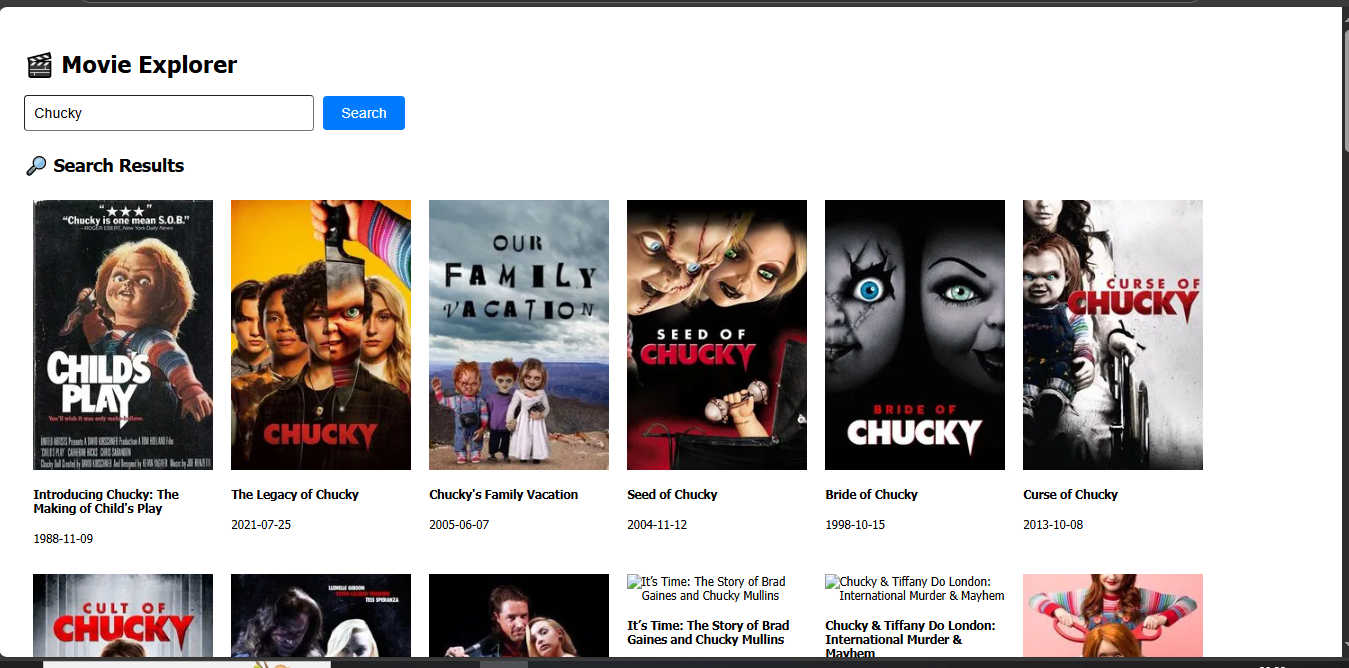 Movie Explorer
Chucky
Search
Search Results
"★★★"
"Chucky is one mean S.O.B."
—ROGER EBERT, New York Daily News
CHILD'S
PLAY
You'll wish it was only make-believe.
CHUCKY
OUR
FAMILY
VACATION
SEED OF
CHUCKY
BRIDE OF
CHUCKY
CURSE OF
CHUCKY
Introducing Chucky: The
Making of Child's Play
1988-11-09
The Legacy of Chucky
2021-07-25
Chucky's Family Vacation
2005-06-07
Seed of Chucky
2004-11-12
Bride of Chucky
1998-10-15
Curse of Chucky
2013-10-08
CULT OF
CHUCKY
TESS SPERANZA
It's Time: The Story of Brad
Gaines and Chucky Mullins
It's Time: The Story of Brad
Gaines and Chucky Mullins
Chucky & Tiffany Do London:
International Murder & Mayhem
Chucky & Tiffany Do London:
International Murder &
Mayhem